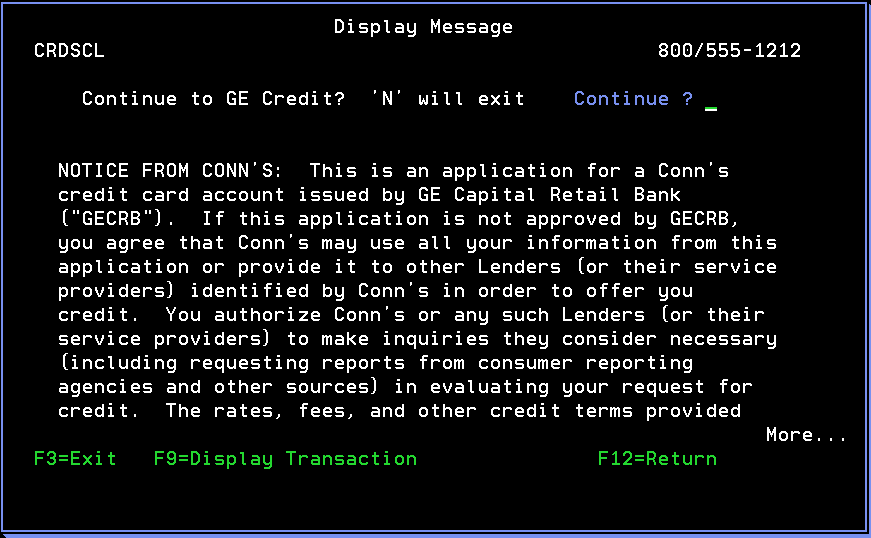 Display Message
CRDSCL 800/555-1212
Continue to GE Credit? 'N' will exit Continue ? _
NOTICE FROM CONN'S: This is an application for a Conn's
credit card account issued by GE Capital Retail Bank
("GECRB"). If this application is not approved by GECRB,
you agree that Conn's may use all your information from this
application or provide it to other Lenders (or their service
providers) identified by Conn's in order to offer you
credit. You authorize Conn's or any such Lenders (or their
service providers) to make inquiries they consider necessary
(including requesting reports from consumer reporting
agencies and other sources) in evaluating your request for
credit. The rates, fees, and other credit terms provided
More...
F3=Exit F9=Display Transaction F12=Return